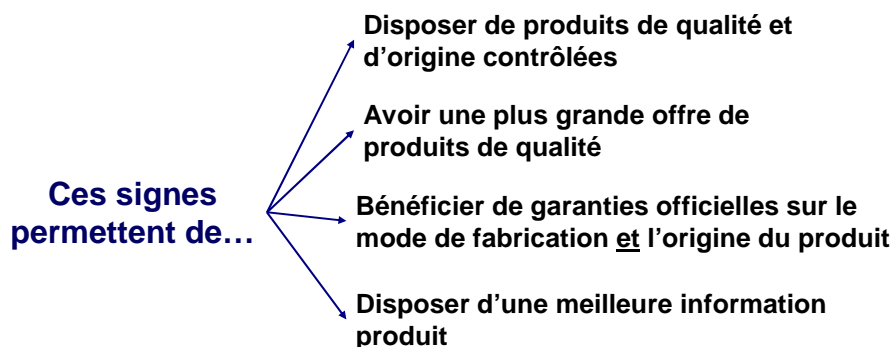 Disposer de produits de qualité et
d’origine contrôlées
Avoir une plus grande offre de
produits de qualité
Ces signes
permettent de…
Bénéficier de garanties officielles sur le
mode de fabrication et l’origine du produit
Disposer d’une meilleure information
produit